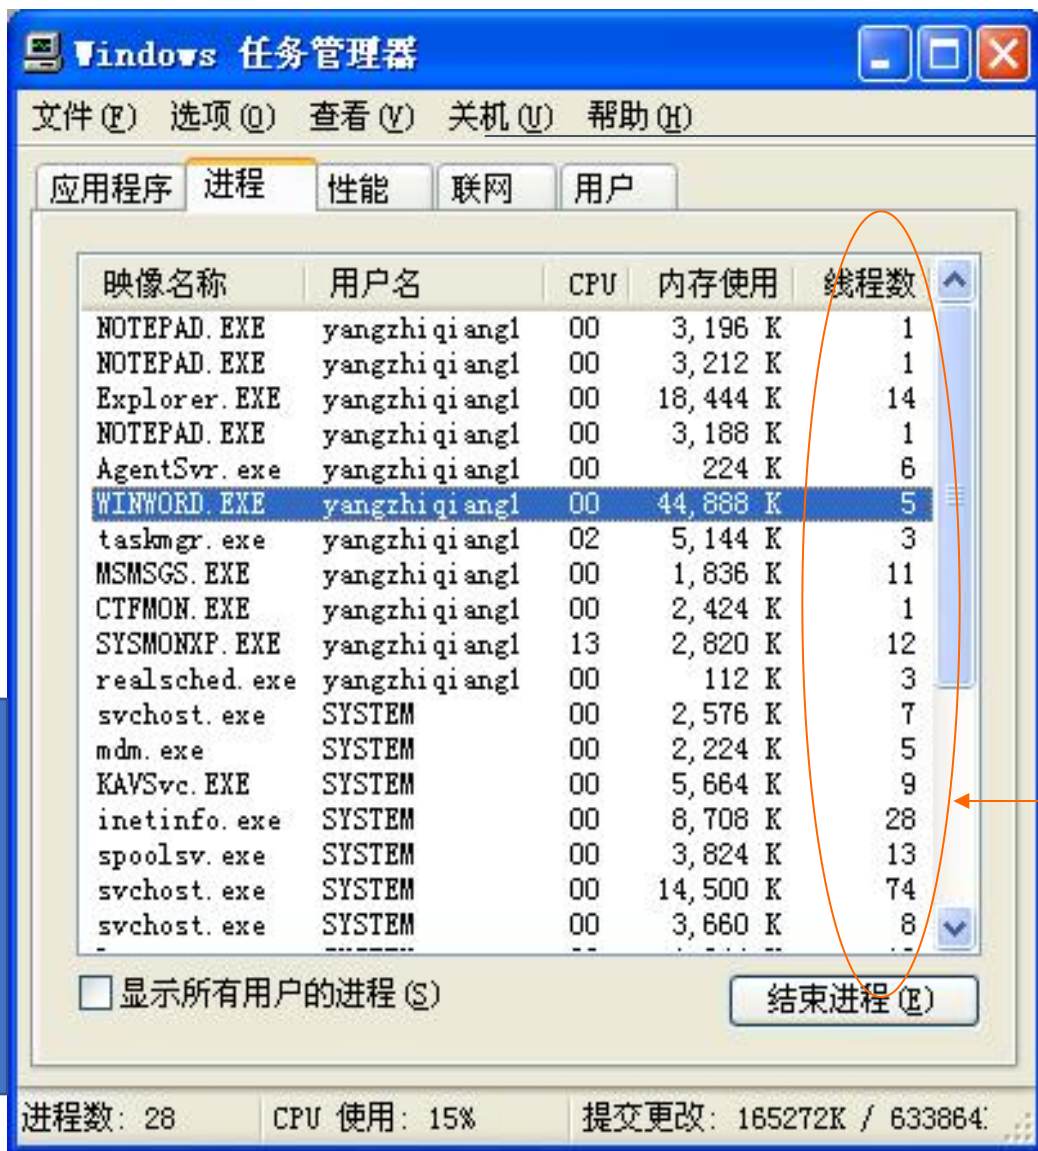 Windows 任务管理器
文件(F) 选项(O) 查看(V) 关机(U) 帮助(H)
应用程序 进程 性能 联网 用户
映像名称 用户名 CPU 内存使用 线程数
NOTEPAD.EXE yangzhiqiang1 00 3,196 K 1
NOTEPAD.EXE yangzhiqiang1 00 3,212 K 1
Explorer.EXE yangzhiqiang1 00 18,444 K 14
NOTEPAD.EXE yangzhiqiang1 00 3,188 K 1
AgentSvr.exe yangzhiqiang1 00 224 K 6
WINWORD.EXE yangzhiqiang1 00 44,888 K 5
taskmgr.exe yangzhiqiang1 02 5,144 K 3
MSMSGS.EXE yangzhiqiang1 00 1,836 K 11
CTFMON.EXE yangzhiqiang1 00 2,424 K 1
SYSMONXP.EXE yangzhiqiang1 13 2,820 K 12
realsched.exe yangzhiqiang1 00 112 K 3
svchost.exe SYSTEM 00 2,576 K 7
mdm.exe SYSTEM 00 2,224 K 5
KAVSvc.EXE SYSTEM 00 5,664 K 9
inetinfo.exe SYSTEM 00 8,708 K 28
spoolsv.exe SYSTEM 00 3,824 K 13
svchost.exe SYSTEM 00 14,500 K 74
svchost.exe SYSTEM 00 3,660 K 8
显示所有用户的进程(S) 结束进程(E)
进程数: 28 CPU 使用: 15% 提交更改: 165272K / 633864